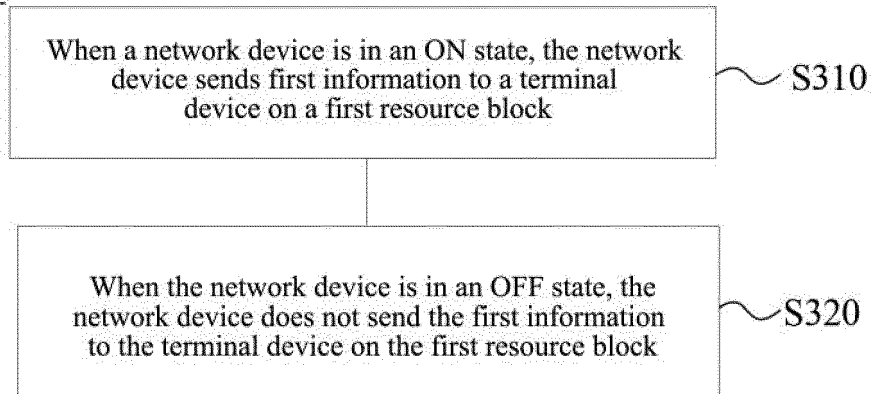 When a network device is in an ON state, the network
device sends first information to a terminal
device on a first resource block
S310
When the network device is in an OFF state, the
network device does not send the first information
to the terminal device on the first resource block
S320